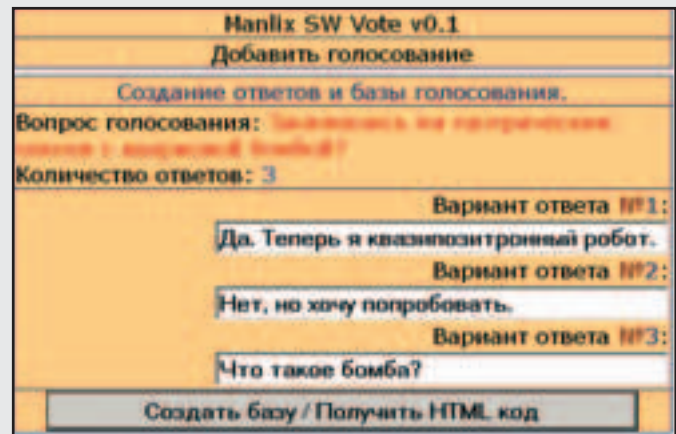 Manlix SW Vote v0.1
Добавить голосование
Создание ответов и базы голосования.
Вопрос голосования:
бомбой?
Количество ответов: 3
Вариант ответа №1:
Да. Теперь я квазипозитронный робот.
Вариант ответа №2:
Нет, но хочу попробовать.
Вариант ответа №3:
Что такое бомба?
Создать базу / Получить HTML код